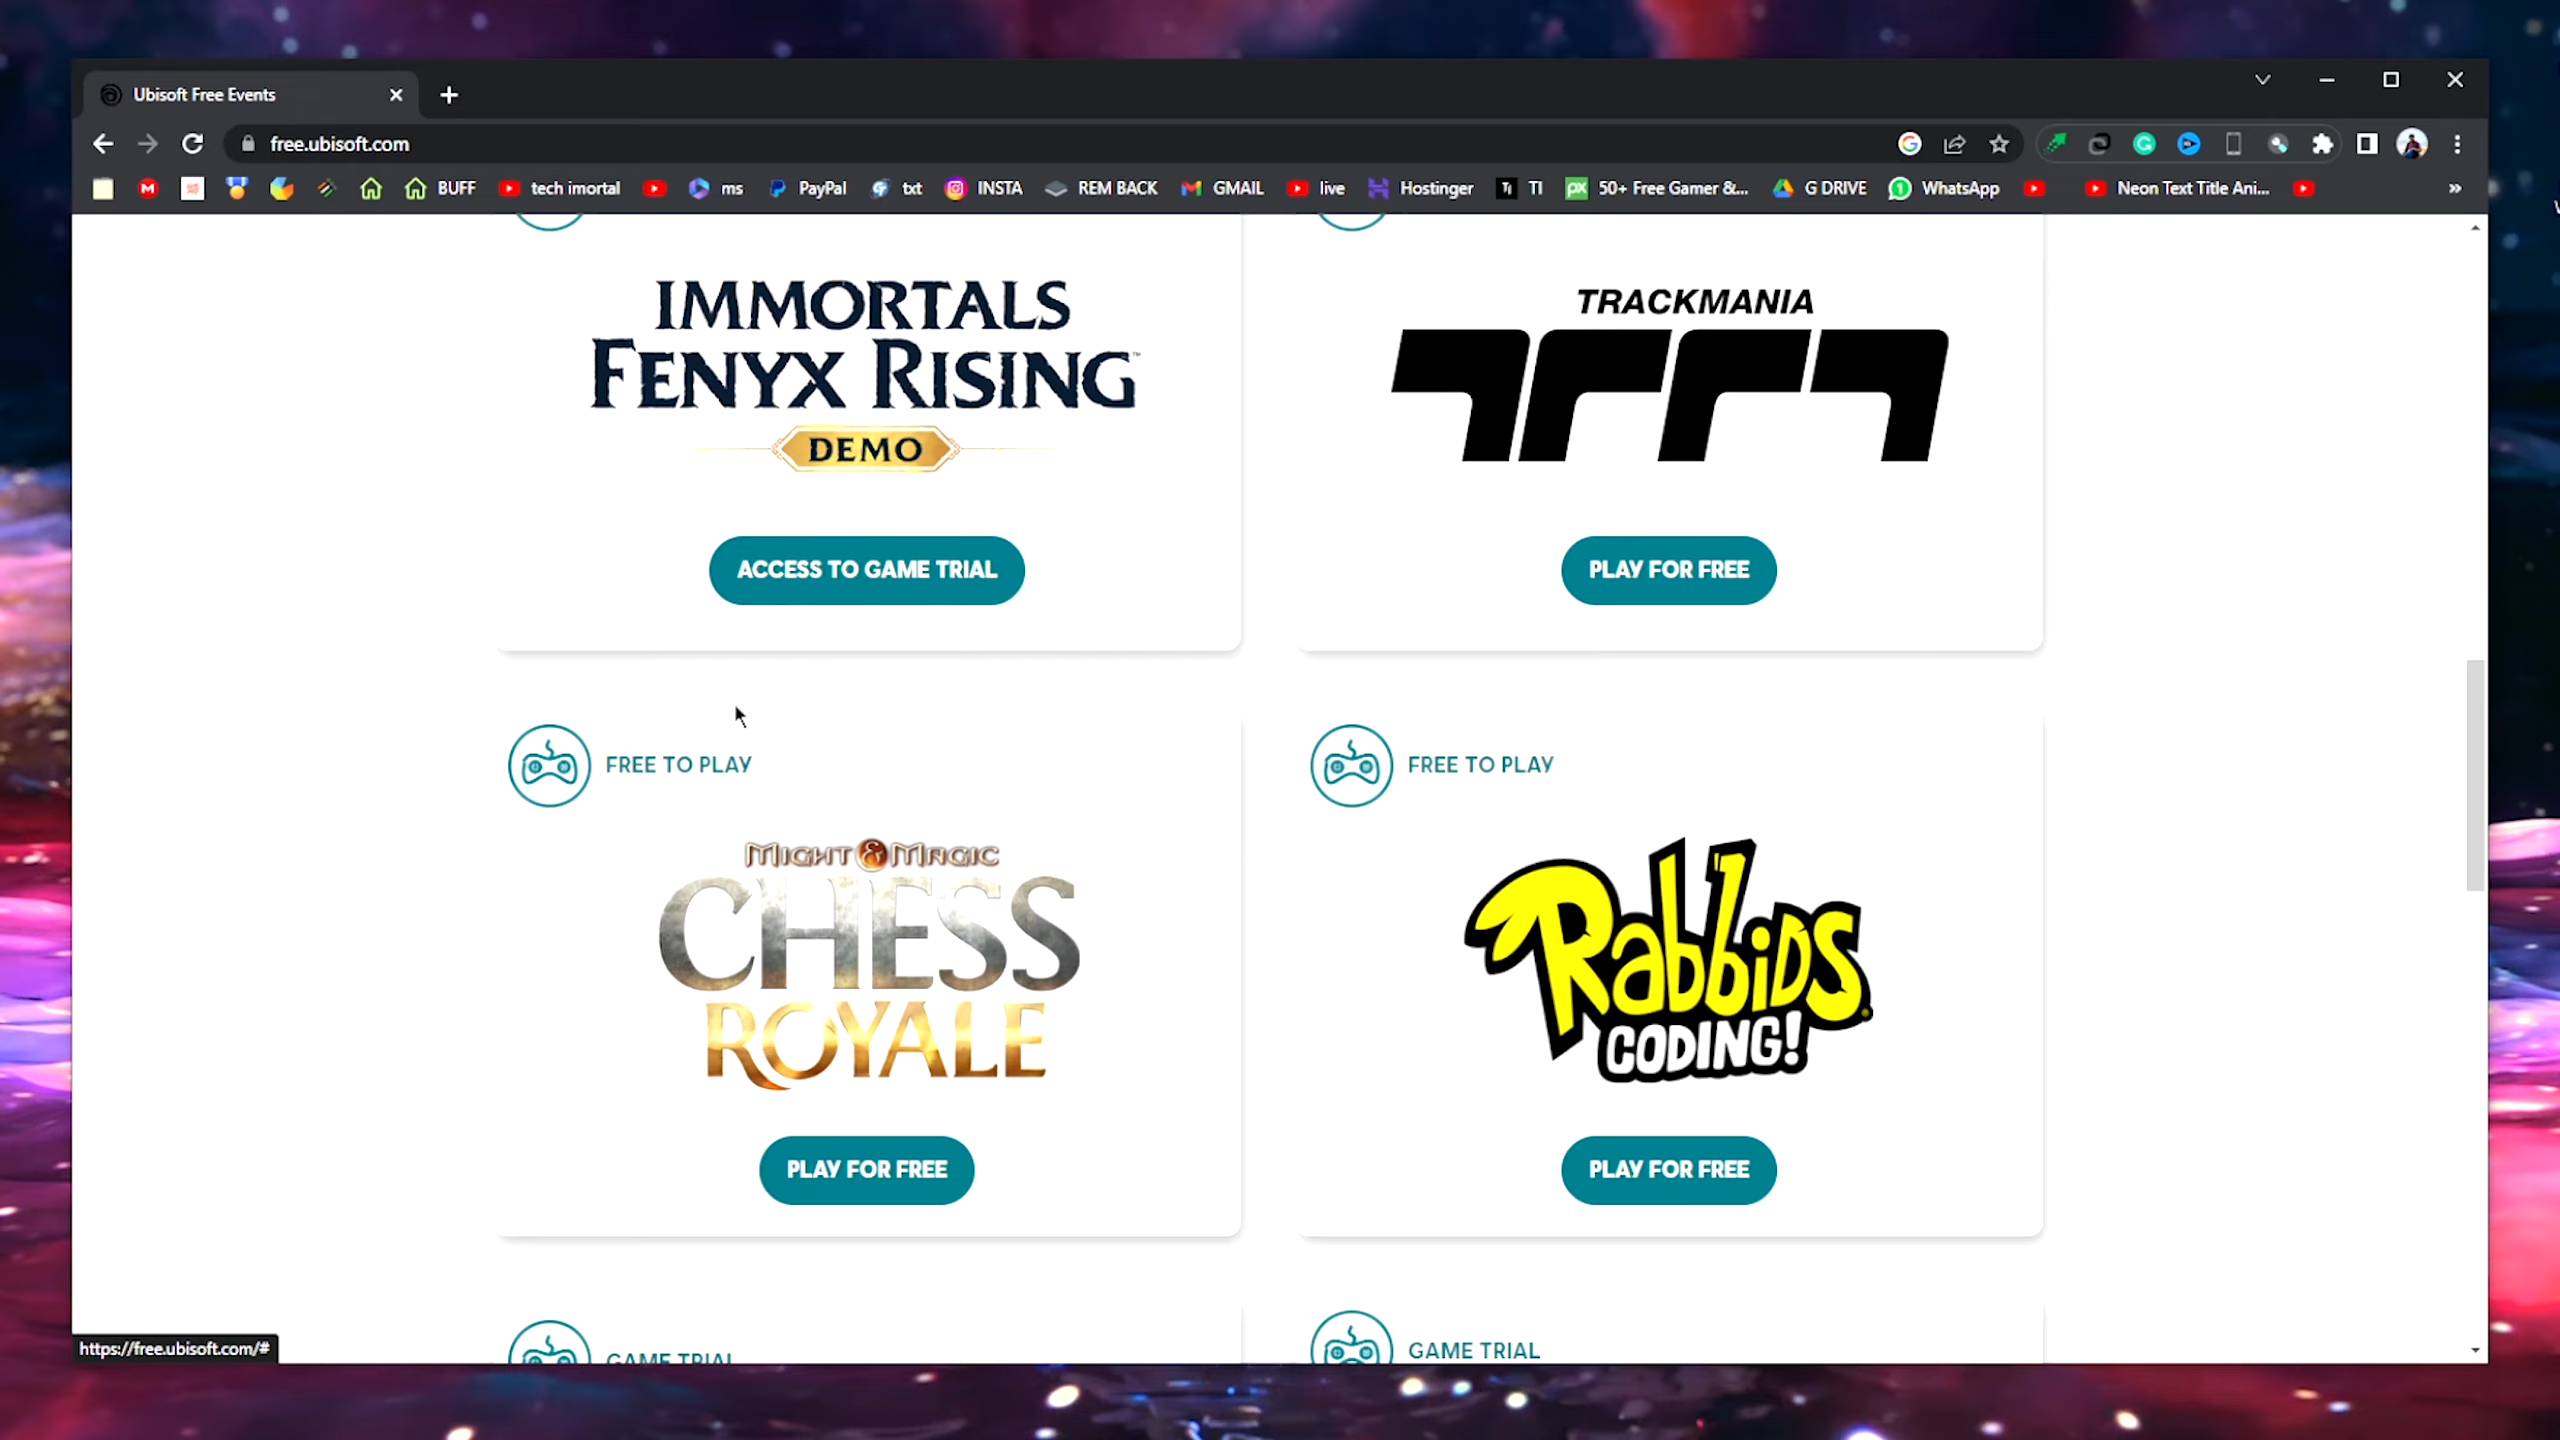 Ubisoft Free Events
free.ubisoft.com
BUFF tech imortal ms PayPal txt INSTA REM BACK GMAIL live Hostinger TI 50+ Free Gamer &... G DRIVE WhatsApp Neon Text Title Ani... »
IMMORTALS
FENYX RISING™
DEMO
ACCESS TO GAME TRIAL
TRACKMANIA
PLAY FOR FREE
FREE TO PLAY
MIGHT & MAGIC
CHESS
ROYALE
PLAY FOR FREE
FREE TO PLAY
Rabbids
CODING!
PLAY FOR FREE
GAME TRIAL
GAME TRIAL
https://free.ubisoft.com/#